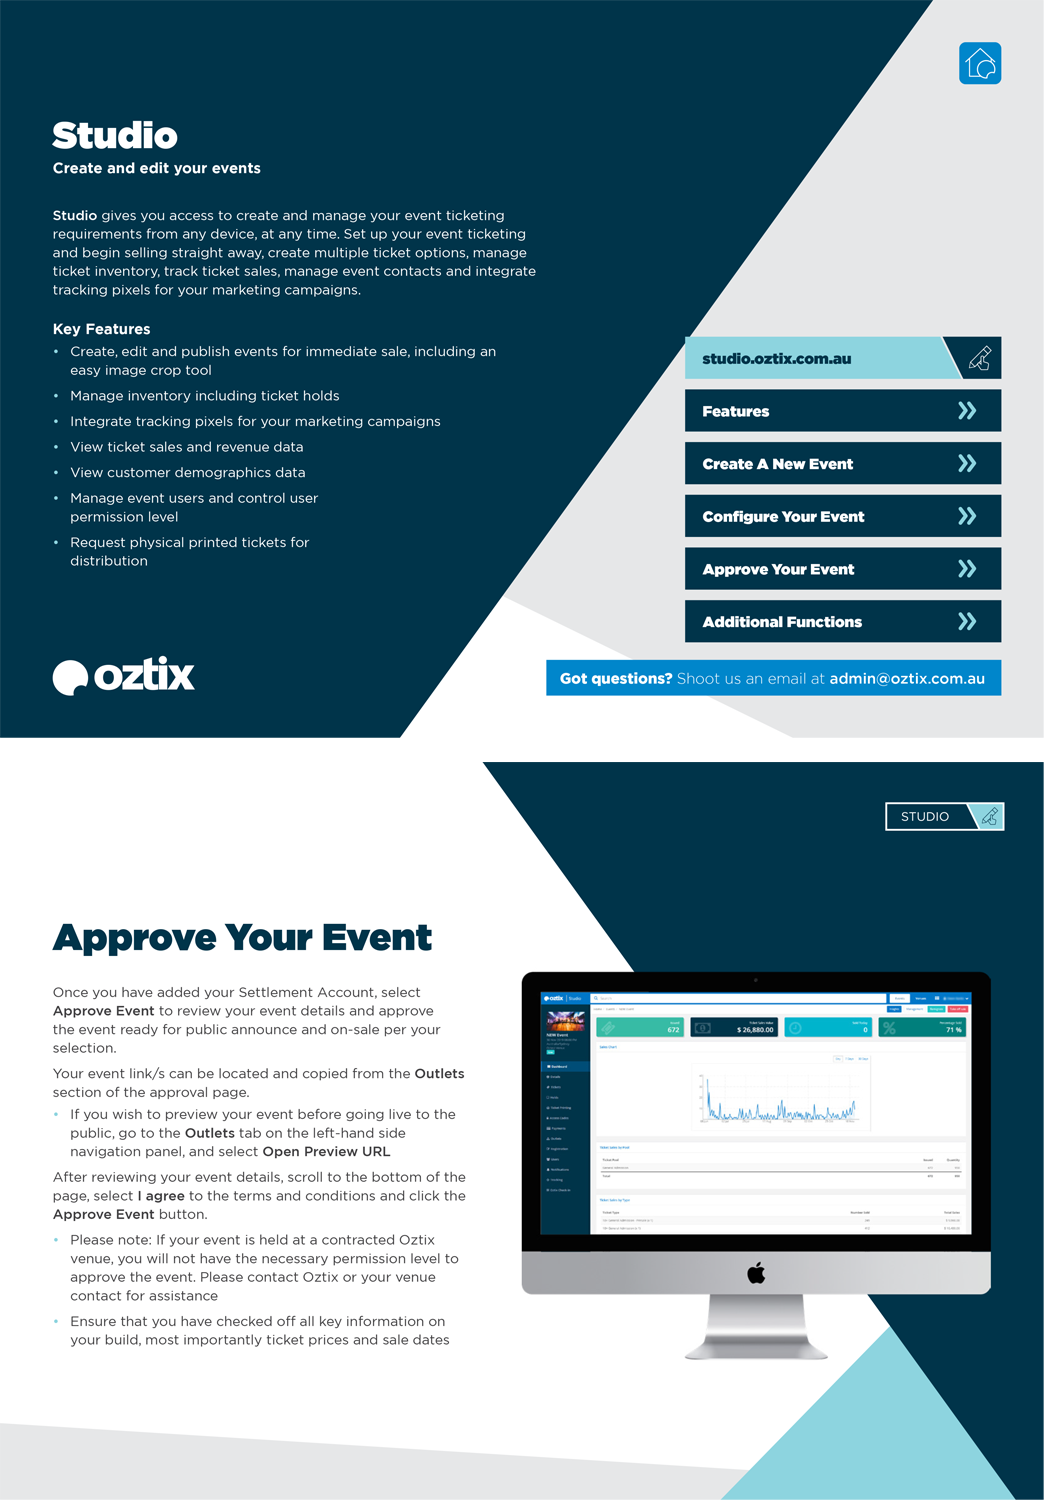 Studio
Create and edit your events
Studio gives you access to create and manage your event ticketing
requirements from any device, at any time. Set up your event ticketing
and begin selling straight away, create multiple ticket options, manage
ticket inventory, track ticket sales, manage event contacts and integrate
tracking pixels for your marketing campaigns.
Key Features
• Create, edit and publish events for immediate sale, including an
easy image crop tool
• Manage inventory including ticket holds
• Integrate tracking pixels for your marketing campaigns
• View ticket sales and revenue data
• View customer demographics data
• Manage event users and control user
permission level
• Request physical printed tickets for
distribution
oztix
studio.oztix.com.au
Features
Create A New Event
Configure Your Event
Approve Your Event
Additional Functions
Got questions? Shoot us an email at admin@oztix.com.au
STUDIO
Approve Your Event
Once you have added your Settlement Account, select
Approve Event to review your event details and approve
the event ready for public announce and on-sale per your
selection.
Your event link/s can be located and copied from the Outlets
section of the approval page.
• If you wish to preview your event before going live to the
public, go to the Outlets tab on the left-hand side
navigation panel, and select Open Preview URL
After reviewing your event details, scroll to the bottom of the
page, select I agree to the terms and conditions and click the
Approve Event button.
• Please note: If your event is held at a contracted Oztix
venue, you will not have the necessary permission level to
approve the event. Please contact Oztix or your venue
contact for assistance
• Ensure that you have checked off all key information on
your build, most importantly ticket prices and sale dates
oztix Studio
NEW Event
672
$ 26,880.00
0
71 %
Dashboard